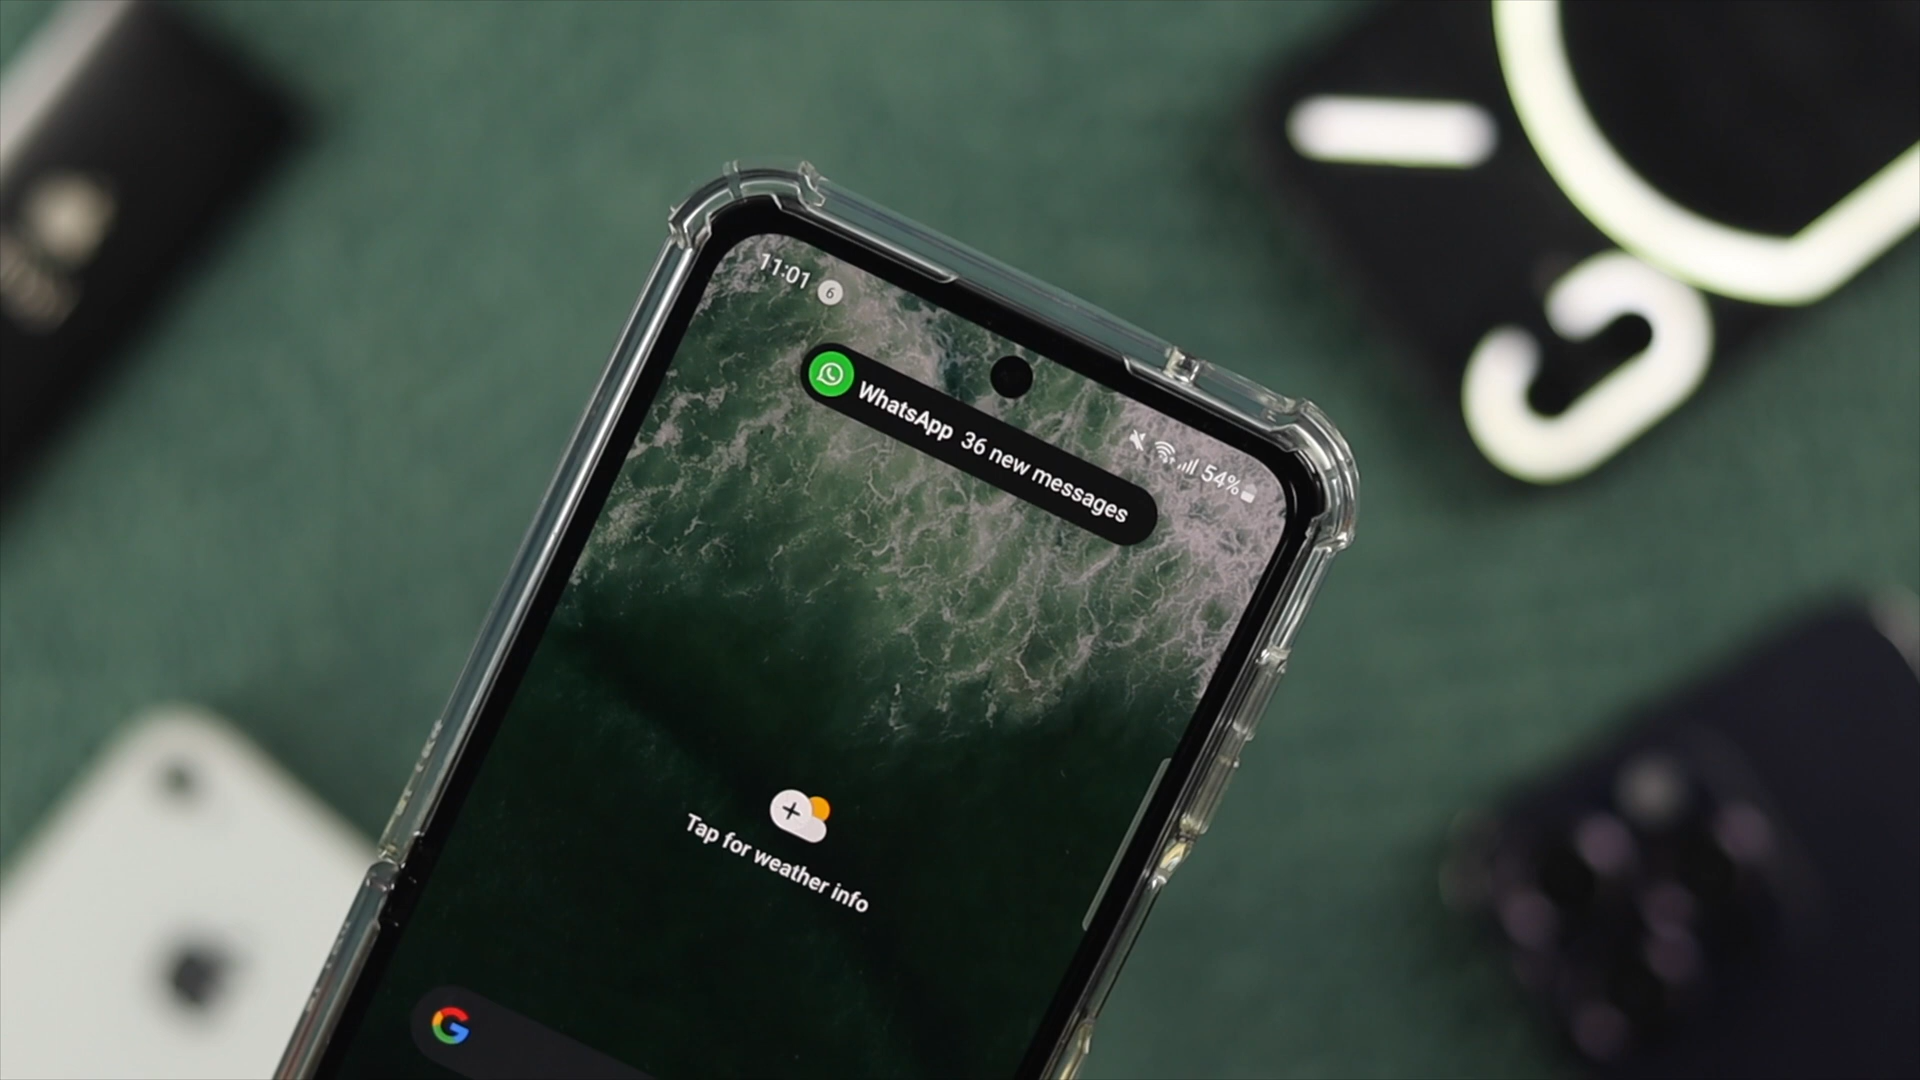 11:01 6
54%
WhatsApp 36 new messages
Tap for weather info
G